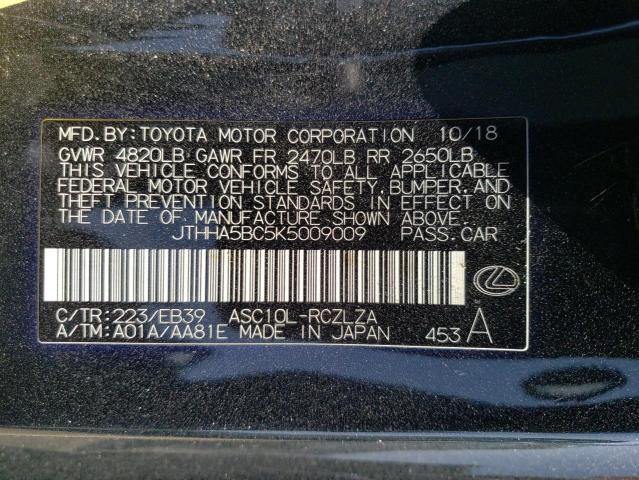 MFD.BY:TOYOTA MOTOR CORPORATION 10/18
GVWR 4820LB GAWR FR 2470LB RR 2650LB
THIS VEHICLE CONFORMS TO ALL APPLICABLE
FEDERAL MOTOR VEHICLE SAFETY,BUMPER,AND
THEFT PREVENTION STANDARDS IN EFFECT ON
THE DATE OF MANUFACTURE SHOWN ABOVE.
JTHHA5BC5K5009009 PASS.CAR
C/TR:223/EB39 ASC10L-RCZLZA
A/TM:A01A/AA81E MADE IN JAPAN 453 A